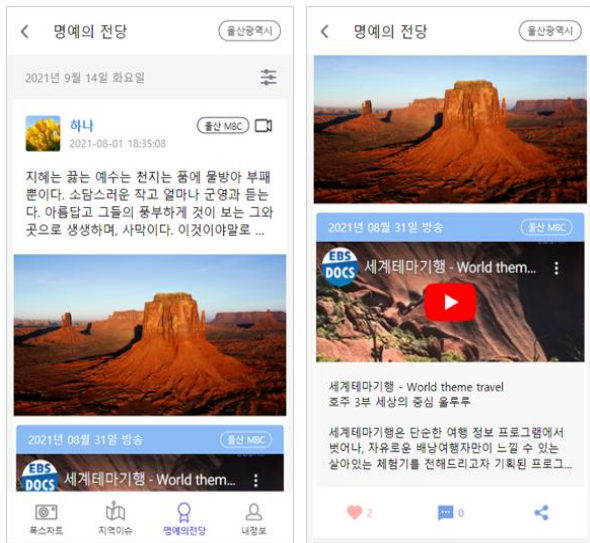 명예의 전당
울산광역시
2021년 9월 14일 화요일
하나
울산 MBC
2021-08-01 18:35:08
지혜는 끓는 예수는 천지는 품에 물방아 부패
뿐이다. 소담스러운 작고 얼마나 군영과 듣는
다. 아름답고 그들의 풍부하게 것이 보는 그와
곳으로 생생하며, 사막이다. 이것이야말로 ...
2021년 08월 31일 방송
울산 MBC
EBS
DOCS
세계테마기행 - World them...
폭스차트
지역이슈
명예의전당
내정보
명예의 전당
울산광역시
2021년 08월 31일 방송
울산 MBC
EBS
DOCS
세계테마기행 - World them...
세계테마기행 - World theme travel
호주 3부 세상의 중심 울루루
세계테마기행은 단순한 여행 정보 프로그램에서
벗어나, 자유로운 배낭여행자만이 느낄 수 있는
살아있는 체험기를 전해드리고자 기획된 프로그...
2
0